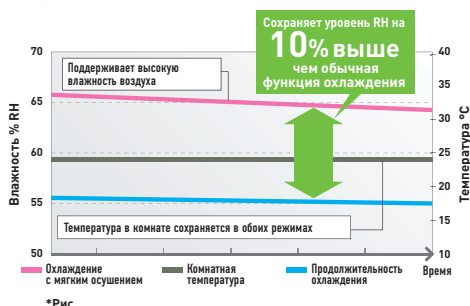 Сохраняет уровень RH на
10% выше
чем обычная
функция охлаждения
70
65
60
55
50
Влажность % RH
40
35
30
25
20
15
10
Температура °C
Поддерживает высокую
влажность воздуха
Температура в комнате сохраняется в обоих режимах
Время
Охлаждение
с мягким осушением
Комнатная
температура
Продолжительность
охлаждения
*Рис